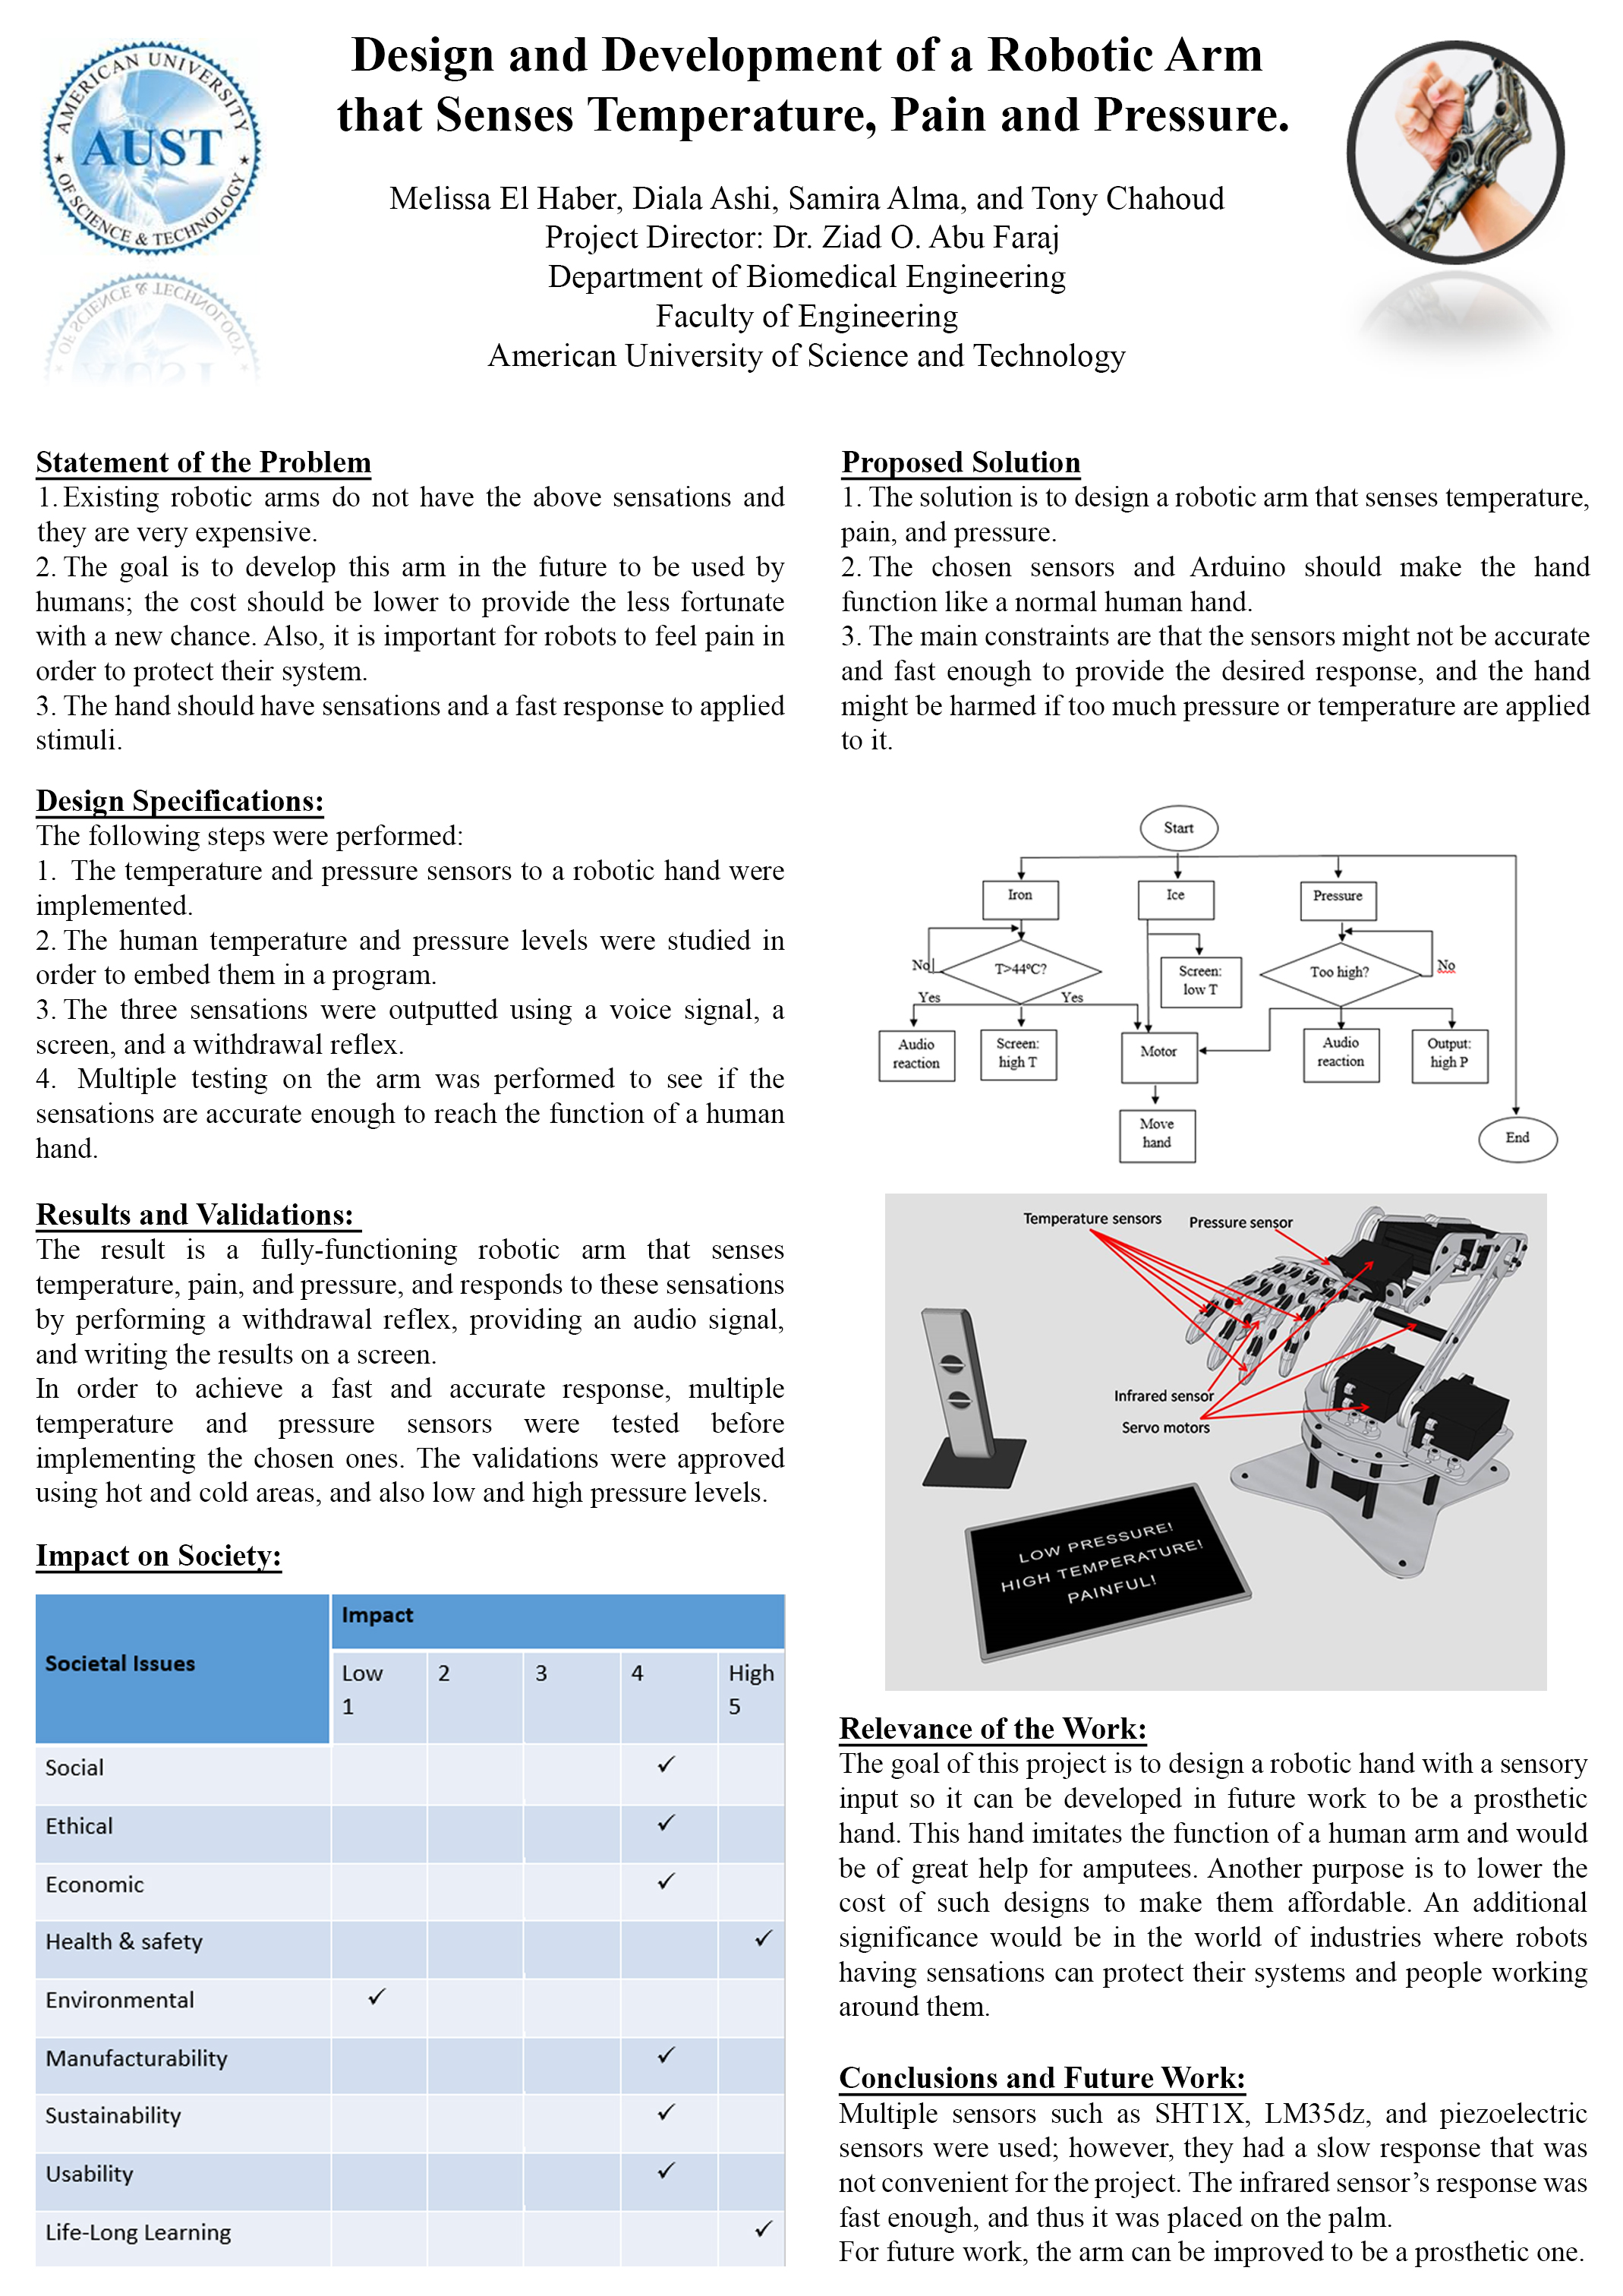 AMERICAN UNIVERSITY
AUST
OF SCIENCE & TECHNOLOGY
Design and Development of a Robotic Arm
that Senses Temperature, Pain and Pressure.
Melissa El Haber, Diala Ashi, Samira Alma, and Tony Chahoud
Project Director: Dr. Ziad O. Abu Faraj
Department of Biomedical Engineering
Faculty of Engineering
American University of Science and Technology
Statement of the Problem
1. Existing robotic arms do not have the above sensations and
they are very expensive.
2. The goal is to develop this arm in the future to be used by
humans; the cost should be lower to provide the less fortunate
with a new chance. Also, it is important for robots to feel pain in
order to protect their system.
3. The hand should have sensations and a fast response to applied
stimuli.
Design Specifications:
The following steps were performed:
1. The temperature and pressure sensors to a robotic hand were
implemented.
2. The human temperature and pressure levels were studied in
order to embed them in a program.
3. The three sensations were outputted using a voice signal, a
screen, and a withdrawal reflex.
4. Multiple testing on the arm was performed to see if the
sensations are accurate enough to reach the function of a human
hand.
Results and Validations:
The result is a fully-functioning robotic arm that senses
temperature, pain, and pressure, and responds to these sensations
by performing a withdrawal reflex, providing an audio signal,
and writing the results on a screen.
In order to achieve a fast and accurate response, multiple
temperature and pressure sensors were tested before
implementing the chosen ones. The validations were approved
using hot and cold areas, and also low and high pressure levels.
Impact on Society:
Societal Issues
Impact
Low 1 2 3 4 High 5
Social ✓
Ethical ✓
Economic ✓
Health & safety ✓
Environmental ✓
Manufacturability ✓
Sustainability ✓
Usability ✓
Life-Long Learning ✓
Proposed Solution
1. The solution is to design a robotic arm that senses temperature,
pain, and pressure.
2. The chosen sensors and Arduino should make the hand
function like a normal human hand.
3. The main constraints are that the sensors might not be accurate
and fast enough to provide the desired response, and the hand
might be harmed if too much pressure or temperature are applied
to it.
Start
Iron
Ice
Pressure
No
T>44ºC?
Screen:
low T
Too high?
No
Yes
Yes
Audio
reaction
Screen:
high T
Motor
Audio
reaction
Output:
high P
Move
hand
End
Temperature sensors
Pressure sensor
Infrared sensor
Servo motors
LOW PRESSURE!
HIGH TEMPERATURE!
PAINFUL!
Relevance of the Work:
The goal of this project is to design a robotic hand with a sensory
input so it can be developed in future work to be a prosthetic
hand. This hand imitates the function of a human arm and would
be of great help for amputees. Another purpose is to lower the
cost of such designs to make them affordable. An additional
significance would be in the world of industries where robots
having sensations can protect their systems and people working
around them.
Conclusions and Future Work:
Multiple sensors such as SHT1X, LM35dz, and piezoelectric
sensors were used; however, they had a slow response that was
not convenient for the project. The infrared sensor’s response was
fast enough, and thus it was placed on the palm.
For future work, the arm can be improved to be a prosthetic one.